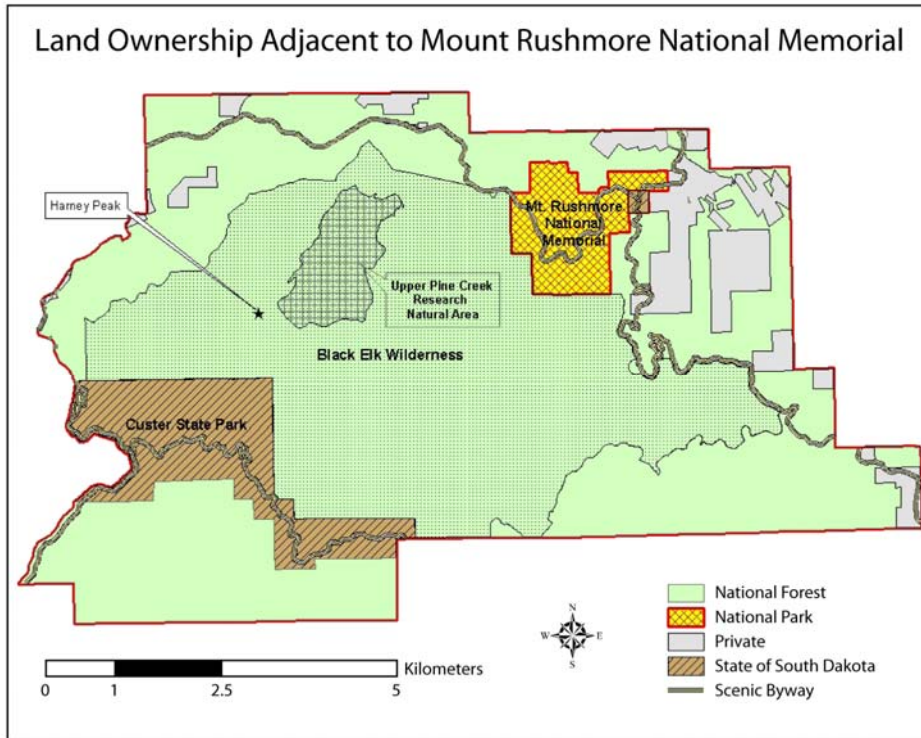 Land Ownership Adjacent to Mount Rushmore National Memorial
Harney Peak
Mt. Rushmore
National
Memorial
Upper Pine Creek
Research
Natural Area
Black Elk Wilderness
Custer State Park
National Forest
National Park
Private
State of South Dakota
Scenic Byway
N
W
E
S
Kilometers
0
1
2.5
5